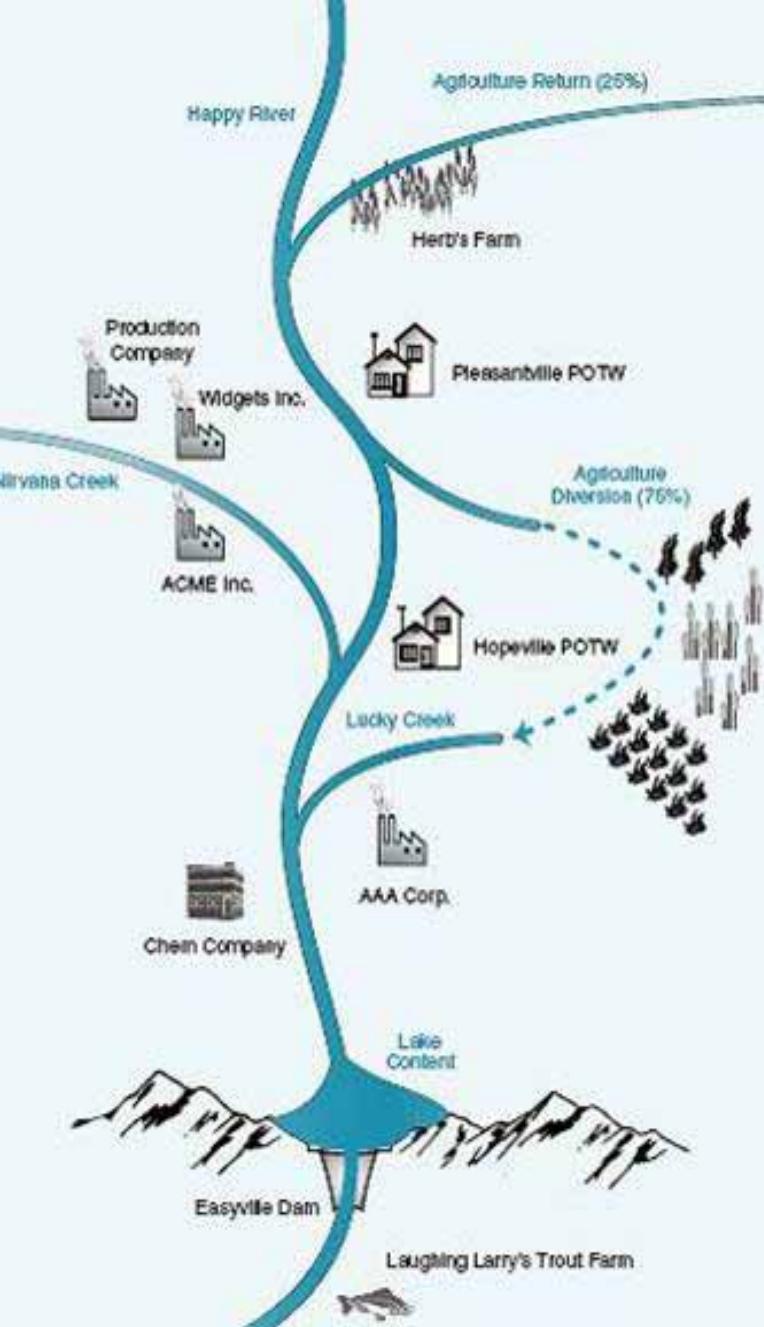 Agriculture Return (25%)
Happy River
Herb's Farm
Production
Company
Widgets Inc.
Pleasantville POTW
Nirvana Creek
Agriculture
Diversion (75%)
ACME Inc.
Hopeville POTW
Lucky Creek
AAA Corp.
Chem Company
Lake
Content
Easyville Dam
Laughing Larry's Trout Farm